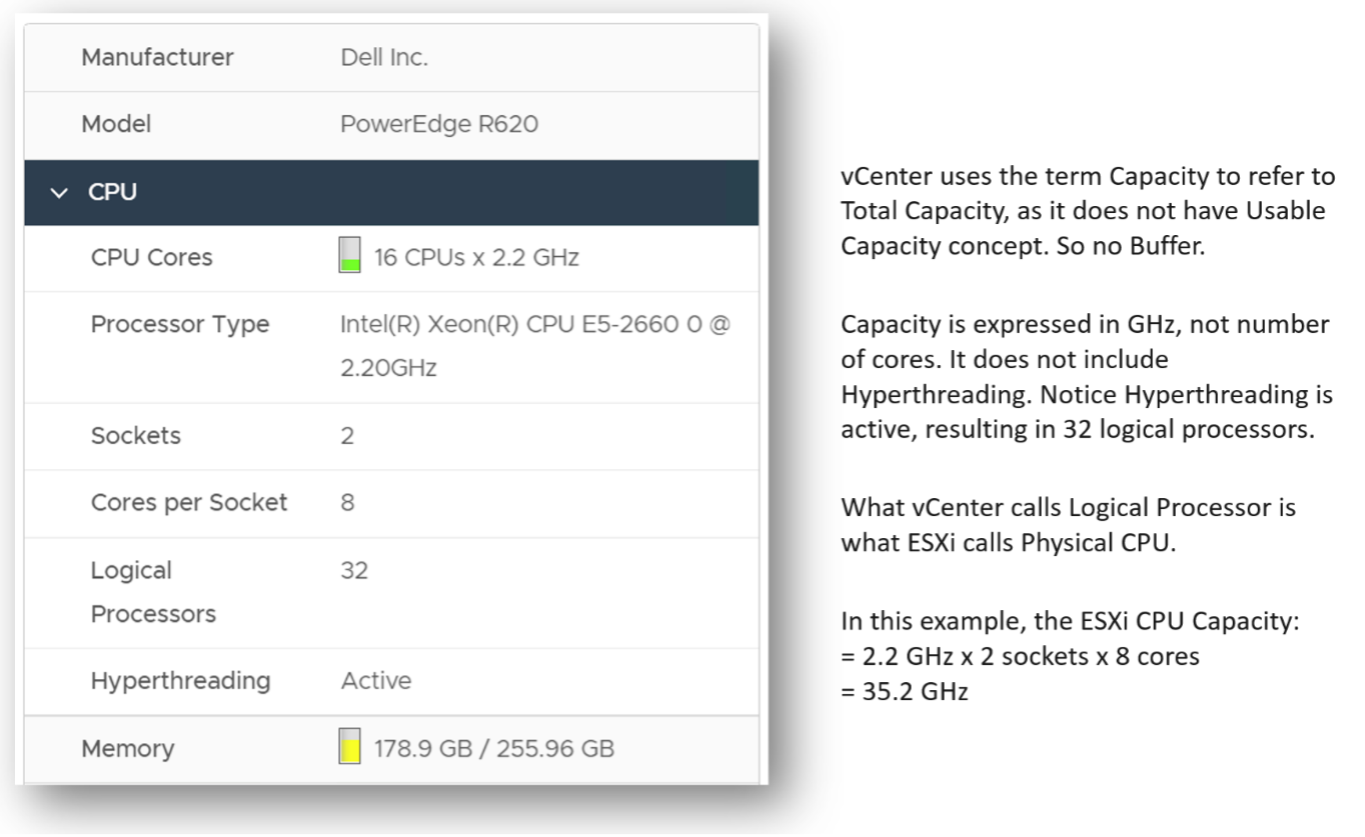 Manufacturer Dell Inc.
Model PowerEdge R620
CPU
CPU Cores 16 CPUs x 2.2 GHz
Processor Type Intel(R) Xeon(R) CPU E5-2660 0 @
2.20GHz
Sockets 2
Cores per Socket 8
Logical 32
Processors
Hyperthreading Active
Memory 178.9 GB / 255.96 GB
vCenter uses the term Capacity to refer to
Total Capacity, as it does not have Usable
Capacity concept. So no Buffer.
Capacity is expressed in GHz, not number
of cores. It does not include
Hyperthreading. Notice Hyperthreading is
active, resulting in 32 logical processors.
What vCenter calls Logical Processor is
what ESXi calls Physical CPU.
In this example, the ESXi CPU Capacity:
= 2.2 GHz x 2 sockets x 8 cores
= 35.2 GHz